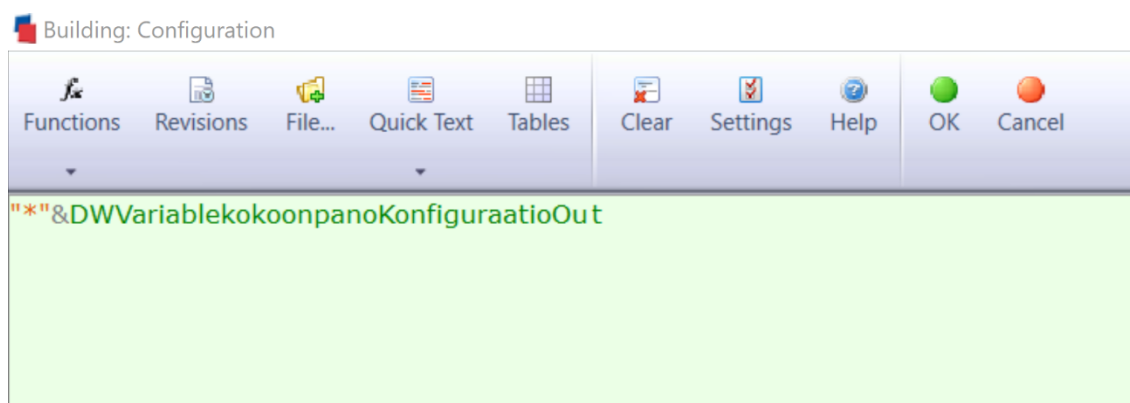 Building: Configuration
Functions Revisions File... Quick Text Tables Clear Settings Help OK Cancel
"*"&DWVariablekokoonpanoKonfiguraatioOut